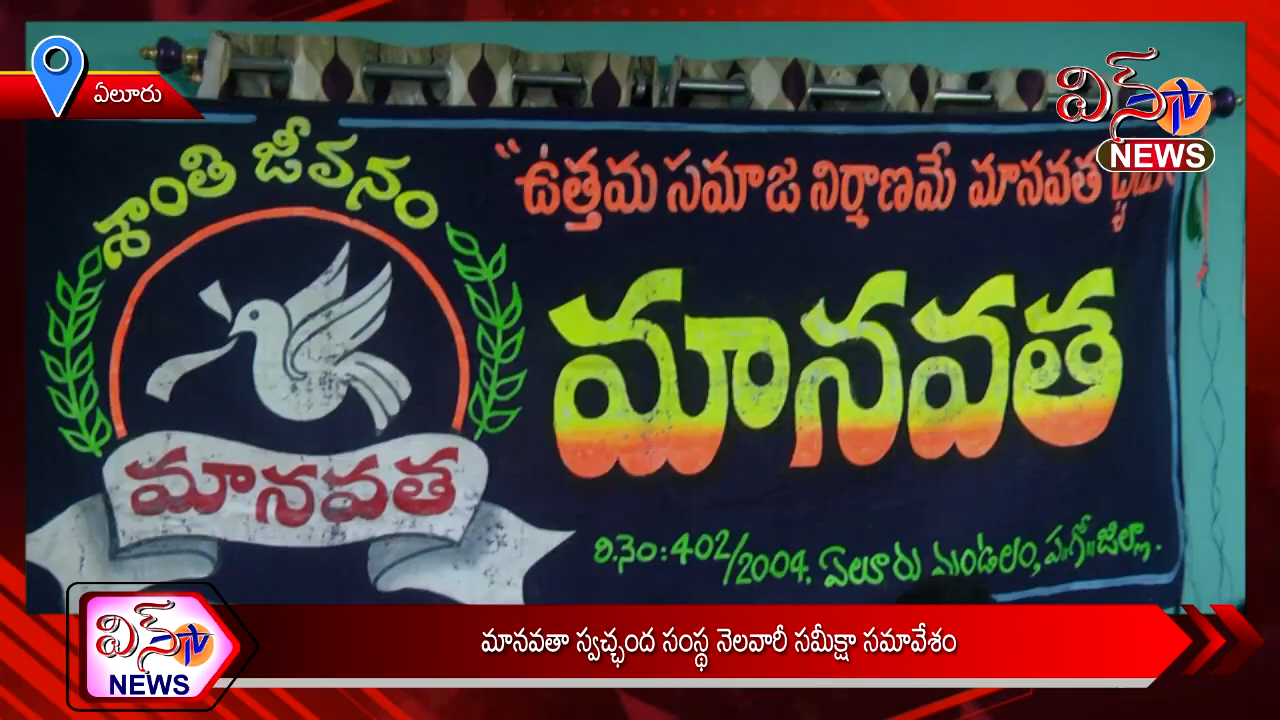 ఏలూరు
విన్ TV
NEWS
శాంతి జీవనం
"ఉత్తమ సమాజ నిర్మాణమే మానవత
మానవత
మానవత
రి.నెం:402/2004. ఏలూరు మండలం, ప॥గో॥జిల్లా.
విన్ TV
NEWS
మానవతా స్వచ్ఛంద సంస్థ నెలవారీ సమీక్షా సమావేశం